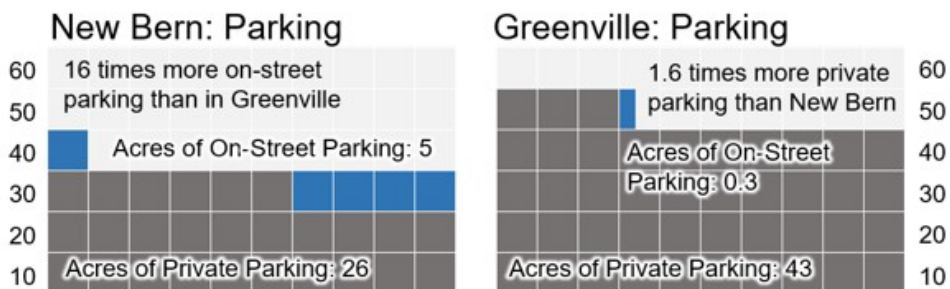 New Bern: Parking
60
50
40
30
20
10
16 times more on-street
parking than in Greenville
Acres of On-Street Parking: 5
Acres of Private Parking: 26
Greenville: Parking
1.6 times more private
parking than New Bern
Acres of On-Street
Parking: 0.3
Acres of Private Parking: 43
60
50
40
30
20
10